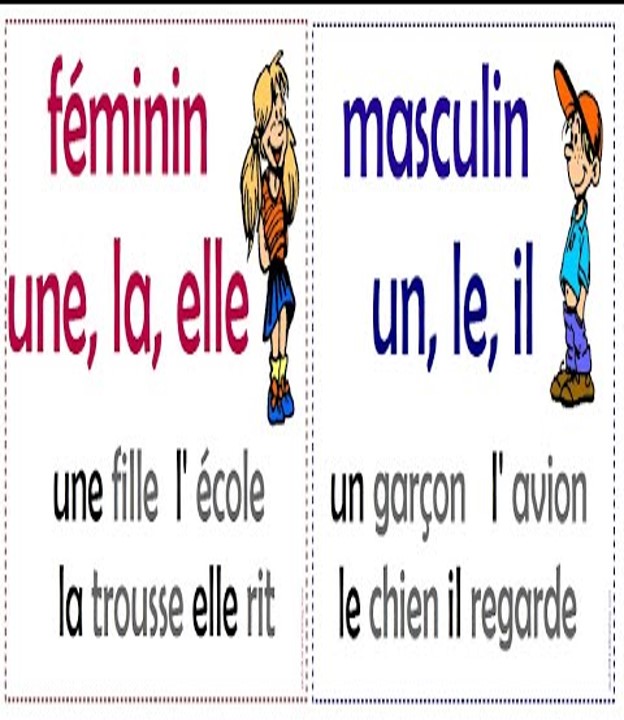 féminin
une, la, elle
une fille l' école
la trousse elle rit
masculin
un, le, il
un garçon l' avion
le chien il regarde